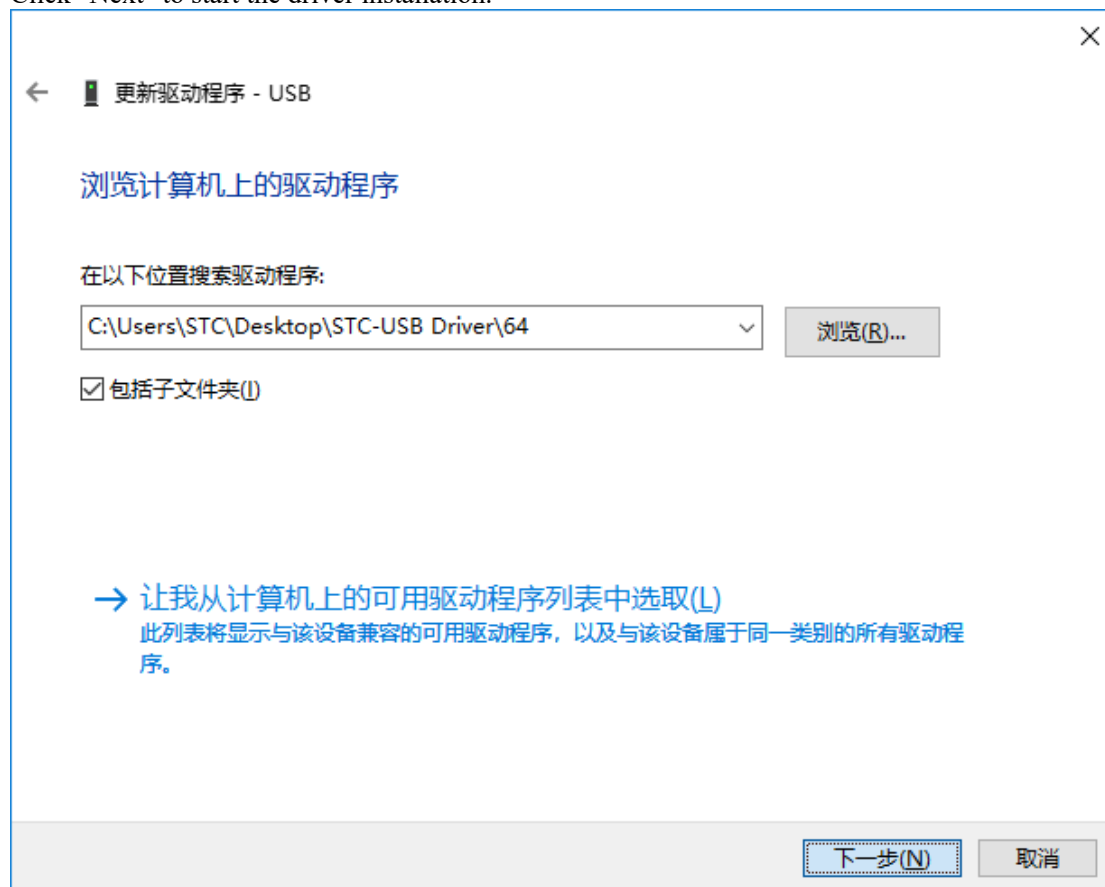 Click "Next" to start the driver installation.
更新驱动程序 - USB
浏览计算机上的驱动程序
在以下位置搜索驱动程序:
C:\Users\STC\Desktop\STC-USB Driver\64
浏览(R)...
包括子文件夹(I)
让我从计算机上的可用驱动程序列表中选取(L)
此列表将显示与该设备兼容的可用驱动程序，以及与该设备属于同一类别的所有驱动程
序。
下一步(N)
取消